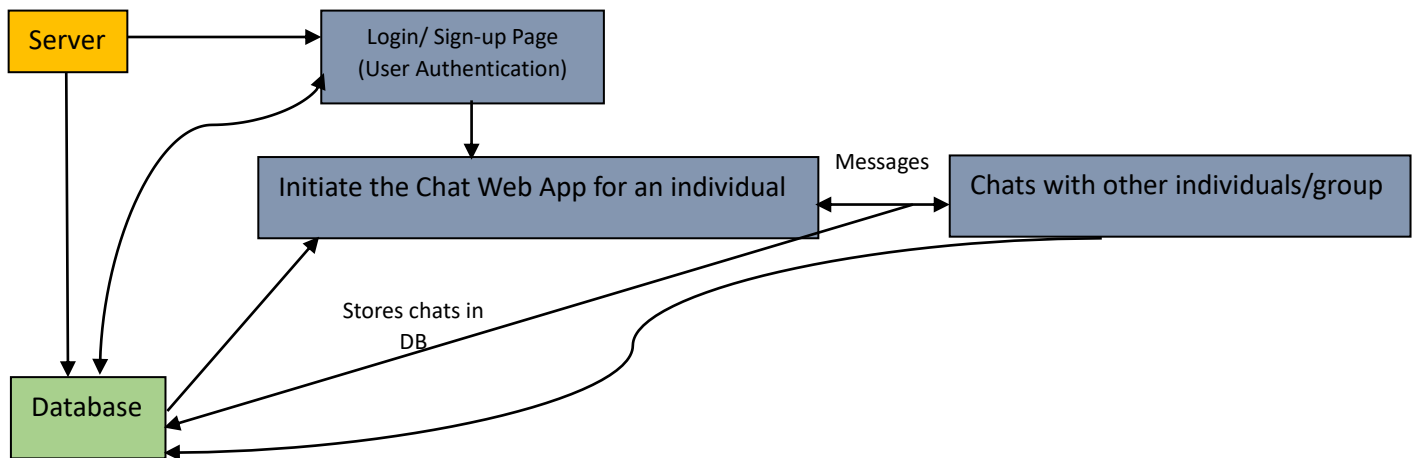 Server
Login/ Sign-up Page
(User Authentication)
Messages
Initiate the Chat Web App for an individual
Chats with other individuals/group
Stores chats in
DB
Database